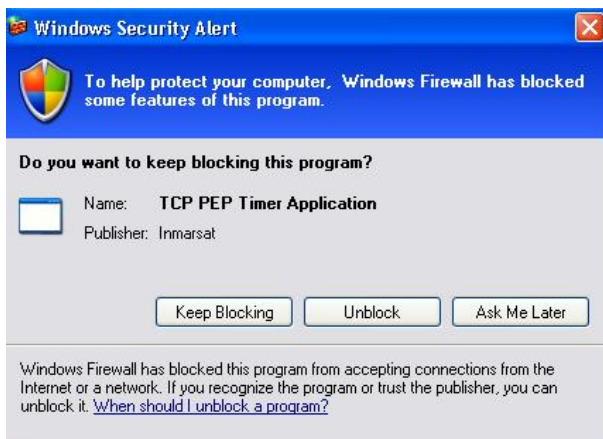 Windows Security Alert
To help protect your computer, Windows Firewall has blocked
some features of this program.
Do you want to keep blocking this program?
Name: TCP PEP Timer Application
Publisher: Inmarsat
Keep Blocking Unblock Ask Me Later
Windows Firewall has blocked this program from accepting connections from the
Internet or a network. If you recognize the program or trust the publisher, you can
unblock it. When should I unblock a program?